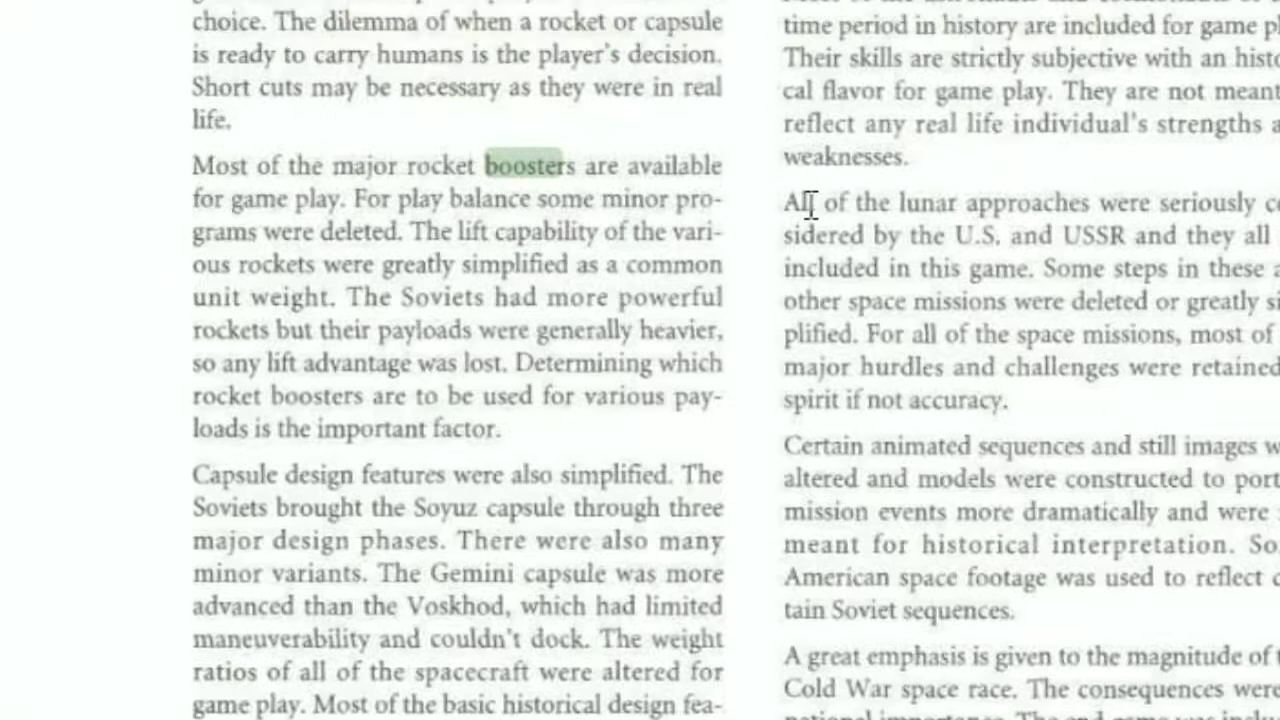 choice. The dilemma of when a rocket or capsule
is ready to carry humans is the player's decision.
Short cuts may be necessary as they were in real
life.
Most of the major rocket boosters are available
for game play. For play balance some minor pro-
grams were deleted. The lift capability of the vari-
ous rockets were greatly simplified as a common
unit weight. The Soviets had more powerful
rockets but their payloads were generally heavier,
so any lift advantage was lost. Determining which
rocket boosters are to be used for various pay-
loads is the important factor.
Capsule design features were also simplified. The
Soviets brought the Soyuz capsule through three
major design phases. There were also many
minor variants. The Gemini capsule was more
advanced than the Voskhod, which had limited
maneuverability and couldn't dock. The weight
ratios of all of the spacecraft were altered for
game play. Most of the basic historical design fea-
time period in history are included for game
Their skills are strictly subjective with an
cal flavor for game play. They are not meant
reflect any real life individual's strengths
weaknesses.
All of the lunar approaches were seriously
sidered by the U.S. and USSR and they all
included in this game. Some steps in these
other space missions were deleted or greatly
plified. For all of the space missions, most of
major hurdles and challenges were retained
spirit if not accuracy.
Certain animated sequences and still images
altered and models were constructed to
mission events more dramatically and were
meant for historical interpretation.
American space footage was used to reflect
tain Soviet sequences.
A great emphasis is given to the magnitude of
Cold War space race. The consequences were